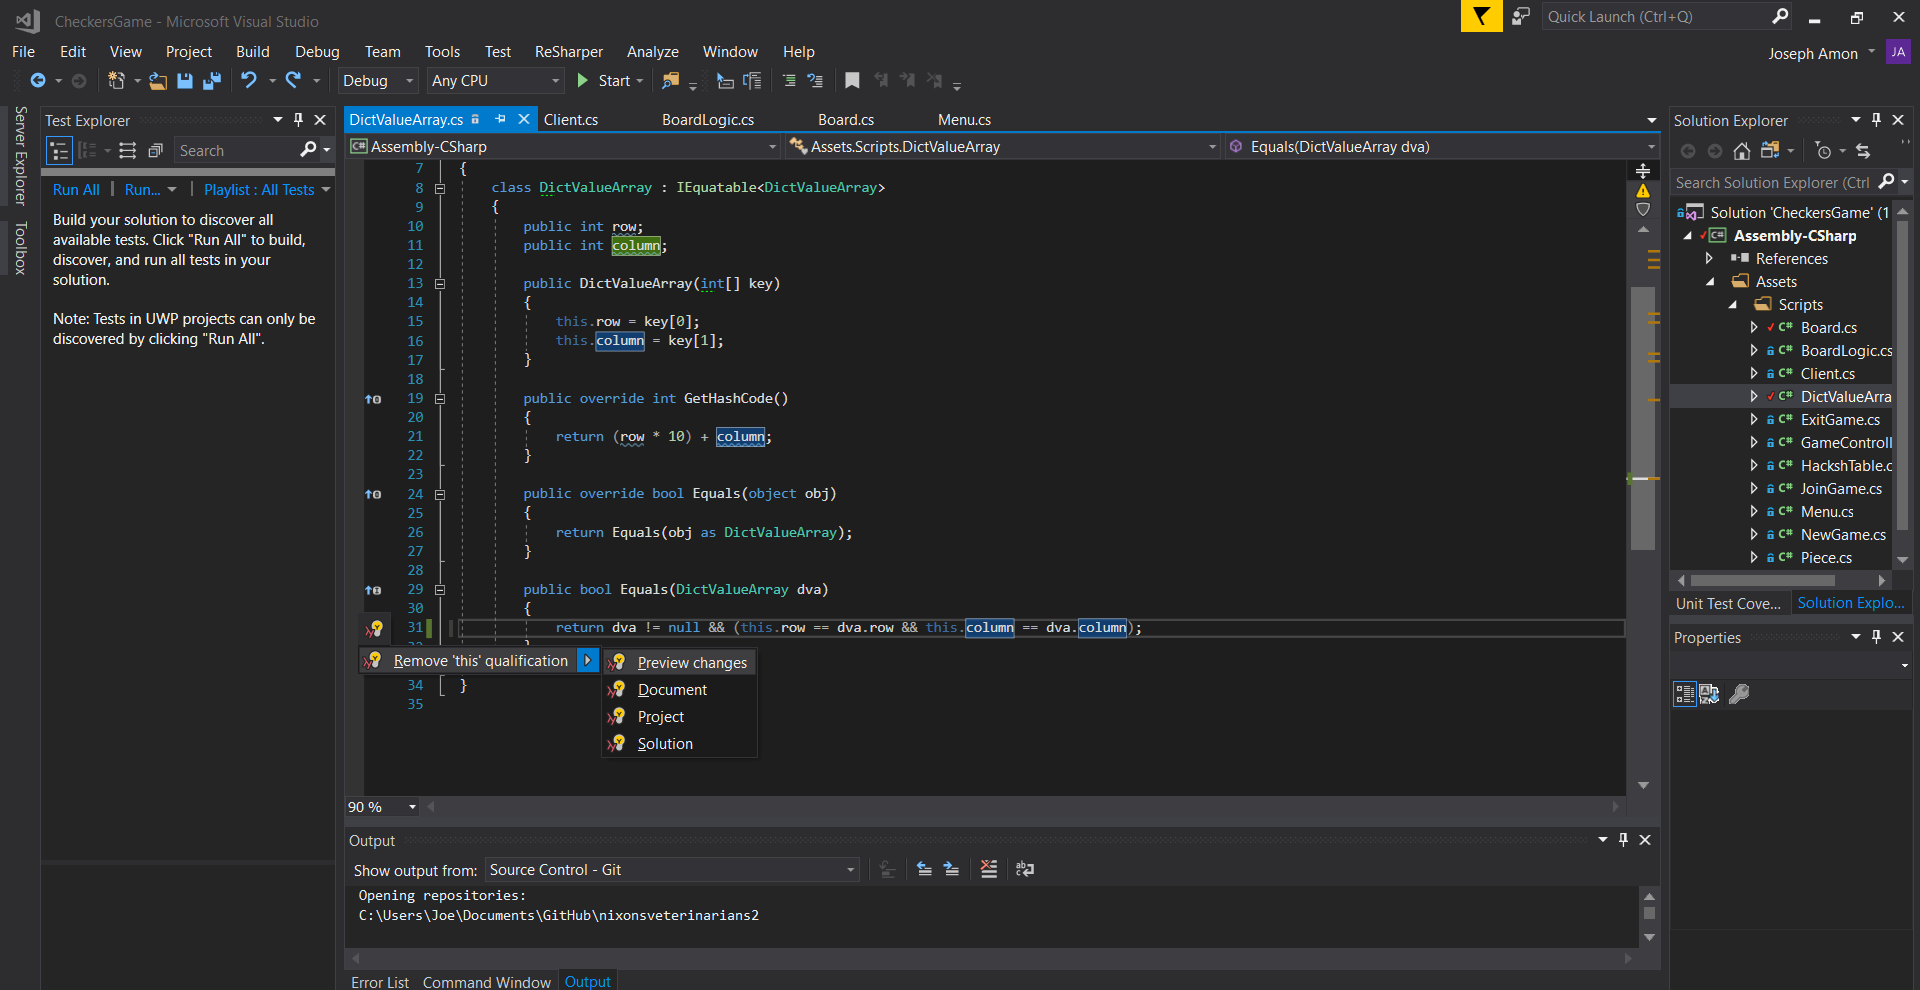 CheckersGame - Microsoft Visual Studio
Quick Launch (Ctrl+Q)
File Edit View Project Build Debug Team Tools Test ReSharper Analyze Window Help
Joseph Amon JA
Debug Any CPU Start
Server Explorer
Toolbox
Test Explorer
Search
Run All | Run... | Playlist : All Tests
Build your solution to discover all
available tests. Click "Run All" to build,
discover, and run all tests in your
solution.
Note: Tests in UWP projects can only be
discovered by clicking "Run All".
DictValueArray.cs Client.cs BoardLogic.cs Board.cs Menu.cs
C# Assembly-CSharp Assets.Scripts.DictValueArray Equals(DictValueArray dva)
7 {
8 class DictValueArray : IEquatable<DictValueArray>
9 {
10 public int row;
11 public int column;
12
13 public DictValueArray(int[] key)
14 {
15 this.row = key[0];
16 this.column = key[1];
17 }
18
19 public override int GetHashCode()
20 {
21 return (row * 10) + column;
22 }
23
24 public override bool Equals(object obj)
25 {
26 return Equals(obj as DictValueArray);
27 }
28
29 public bool Equals(DictValueArray dva)
30 {
31 return dva != null && (this.row == dva.row && this.column == dva.column);
Remove 'this' qualification
Preview changes
Document
Project
Solution
34 }
35
90 %
Output
Show output from: Source Control - Git
Opening repositories:
C:\Users\Joe\Documents\GitHub\nixonsveterinarians2
Error List Command Window Output
Solution Explorer
Search Solution Explorer (Ctrl
Solution 'CheckersGame' (1
C# Assembly-CSharp
References
Assets
Scripts
C# Board.cs
C# BoardLogic.cs
C# Client.cs
C# DictValueArra
C# ExitGame.cs
C# GameControll
C# HackshTable.c
C# JoinGame.cs
C# Menu.cs
C# NewGame.cs
C# Piece.cs
Unit Test Cove... Solution Explo...
Properties